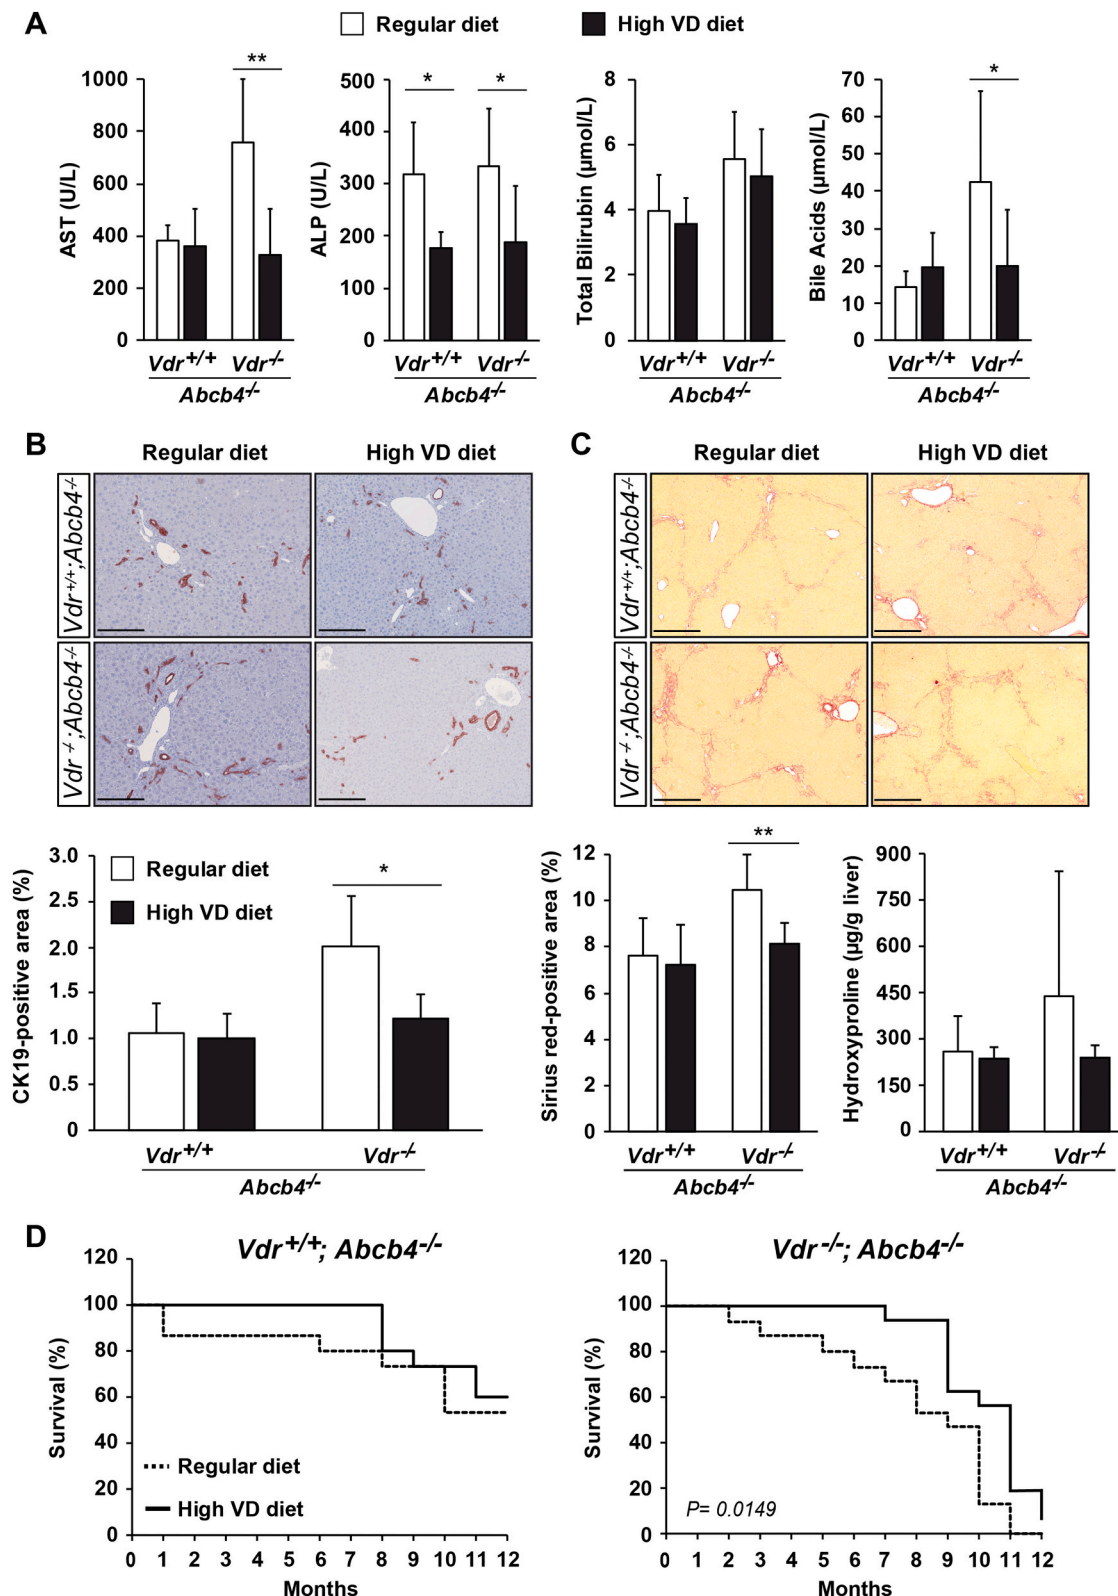 A
Regular diet
High VD diet
AST (U/L)
1000
800
600
400
200
0
**
Vdr+/+
Vdr-/-
Abcb4-/-
ALP (U/L)
500
400
300
200
100
0
*
*
Vdr+/+
Vdr-/-
Abcb4-/-
Total Bilirubin (µmol/L)
8
6
4
2
0
Vdr+/+
Vdr-/-
Abcb4-/-
Bile Acids (µmol/L)
70
60
50
40
30
20
10
0
*
Vdr+/+
Vdr-/-
Abcb4-/-
B
Regular diet
High VD diet
Vdr+/+;Abcb4-/-
Vdr-/-;Abcb4-/-
CK19-positive area (%)
3.0
2.5
2.0
1.5
1.0
0.5
0
Regular diet
High VD diet
*
Vdr+/+
Vdr-/-
Abcb4-/-
C
Regular diet
High VD diet
Vdr+/+;Abcb4-/-
Vdr-/-;Abcb4-/-
Sirius red-positive area (%)
12
10
8
6
4
2
0
**
Vdr+/+
Vdr-/-
Abcb4-/-
Hydroxyproline (µg/g liver)
900
750
600
450
300
150
0
Vdr+/+
Vdr-/-
Abcb4-/-
D
Vdr+/+; Abcb4-/-
Survival (%)
120
100
80
60
40
20
0
Regular diet
High VD diet
0 1 2 3 4 5 6 7 8 9 10 11 12
Months
Vdr-/-; Abcb4-/-
Survival (%)
120
100
80
60
40
20
0
P= 0.0149
0 1 2 3 4 5 6 7 8 9 10 11 12
Months